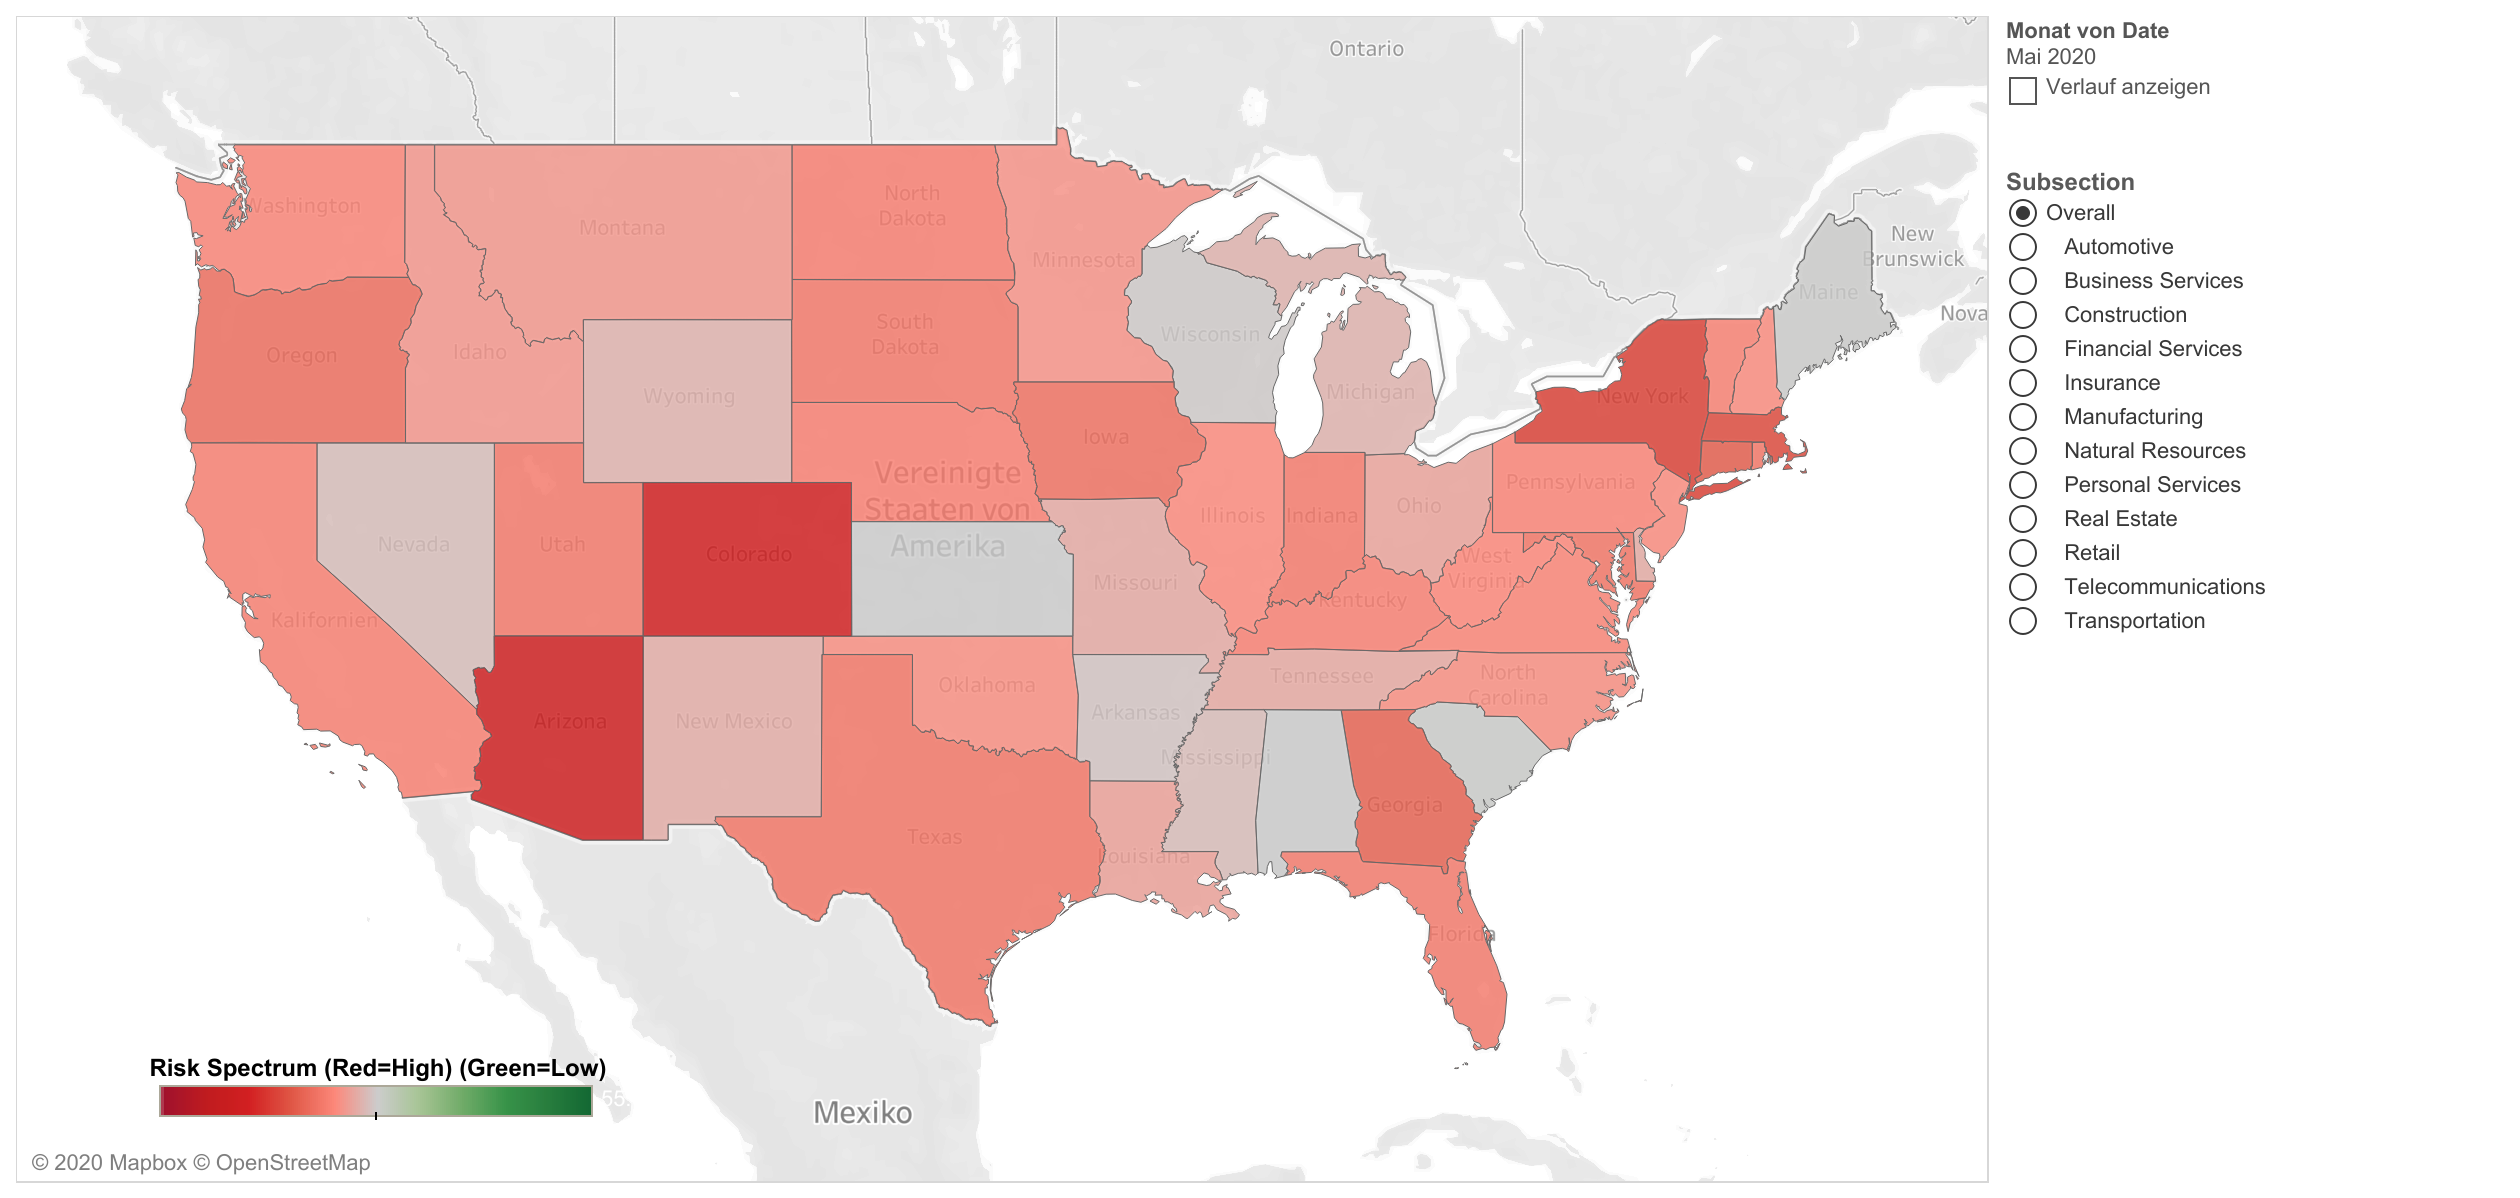 Ontario
New
Brunswick
Nova
Maine
Washington
Montana
North
Dakota
Minnesota
Oregon
Idaho
Wyoming
South
Dakota
Wisconsin
Michigan
New York
Iowa
Vereinigte
Staaten von
Amerika
Nevada
Utah
Colorado
Illinois
Indiana
Ohio
Pennsylvania
West
Virginia
Kentucky
Missouri
Kalifornien
Arizona
New Mexico
Oklahoma
Arkansas
Tennessee
North
Carolina
Mississippi
Georgia
Texas
Louisiana
Florida
Mexiko
Risk Spectrum (Red=High) (Green=Low)
© 2020 Mapbox © OpenStreetMap
Monat von Date
Mai 2020
Verlauf anzeigen
Subsection
Overall
Automotive
Business Services
Construction
Financial Services
Insurance
Manufacturing
Natural Resources
Personal Services
Real Estate
Retail
Telecommunications
Transportation